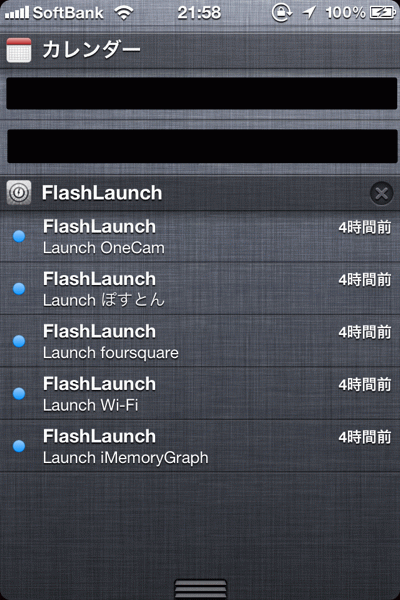 SoftBank 21:58 100%
カレンダー
FlashLaunch
FlashLaunch 4時間前
Launch OneCam
FlashLaunch 4時間前
Launch ぽすとん
FlashLaunch 4時間前
Launch foursquare
FlashLaunch 4時間前
Launch Wi-Fi
FlashLaunch 4時間前
Launch iMemoryGraph